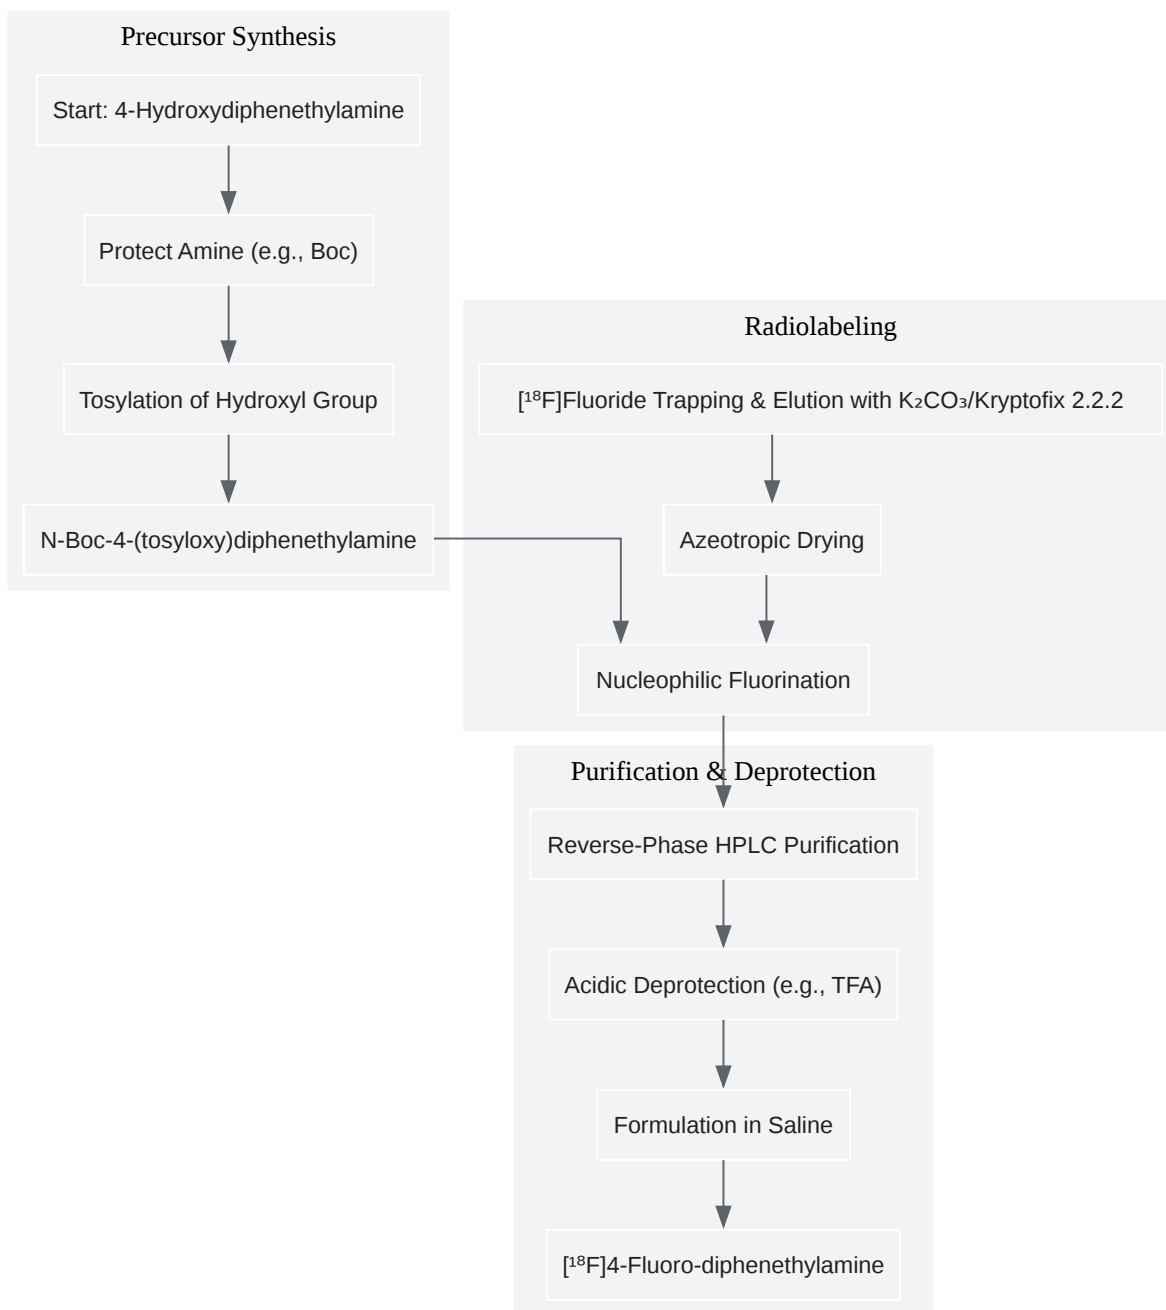 Precursor Synthesis
Start: 4-Hydroxydiphenethylamine
Protect Amine (e.g., Boc)
Tosylation of Hydroxyl Group
N-Boc-4-(tosyloxy)diphenethylamine
Radiolabeling
[¹⁸F]Fluoride Trapping & Elution with K₂CO₃/Kryptofix 2.2.2
Azeotropic Drying
Nucleophilic Fluorination
Purification & Deprotection
Reverse-Phase HPLC Purification
Acidic Deprotection (e.g., TFA)
Formulation in Saline
[¹⁸F]4-Fluoro-diphenethylamine